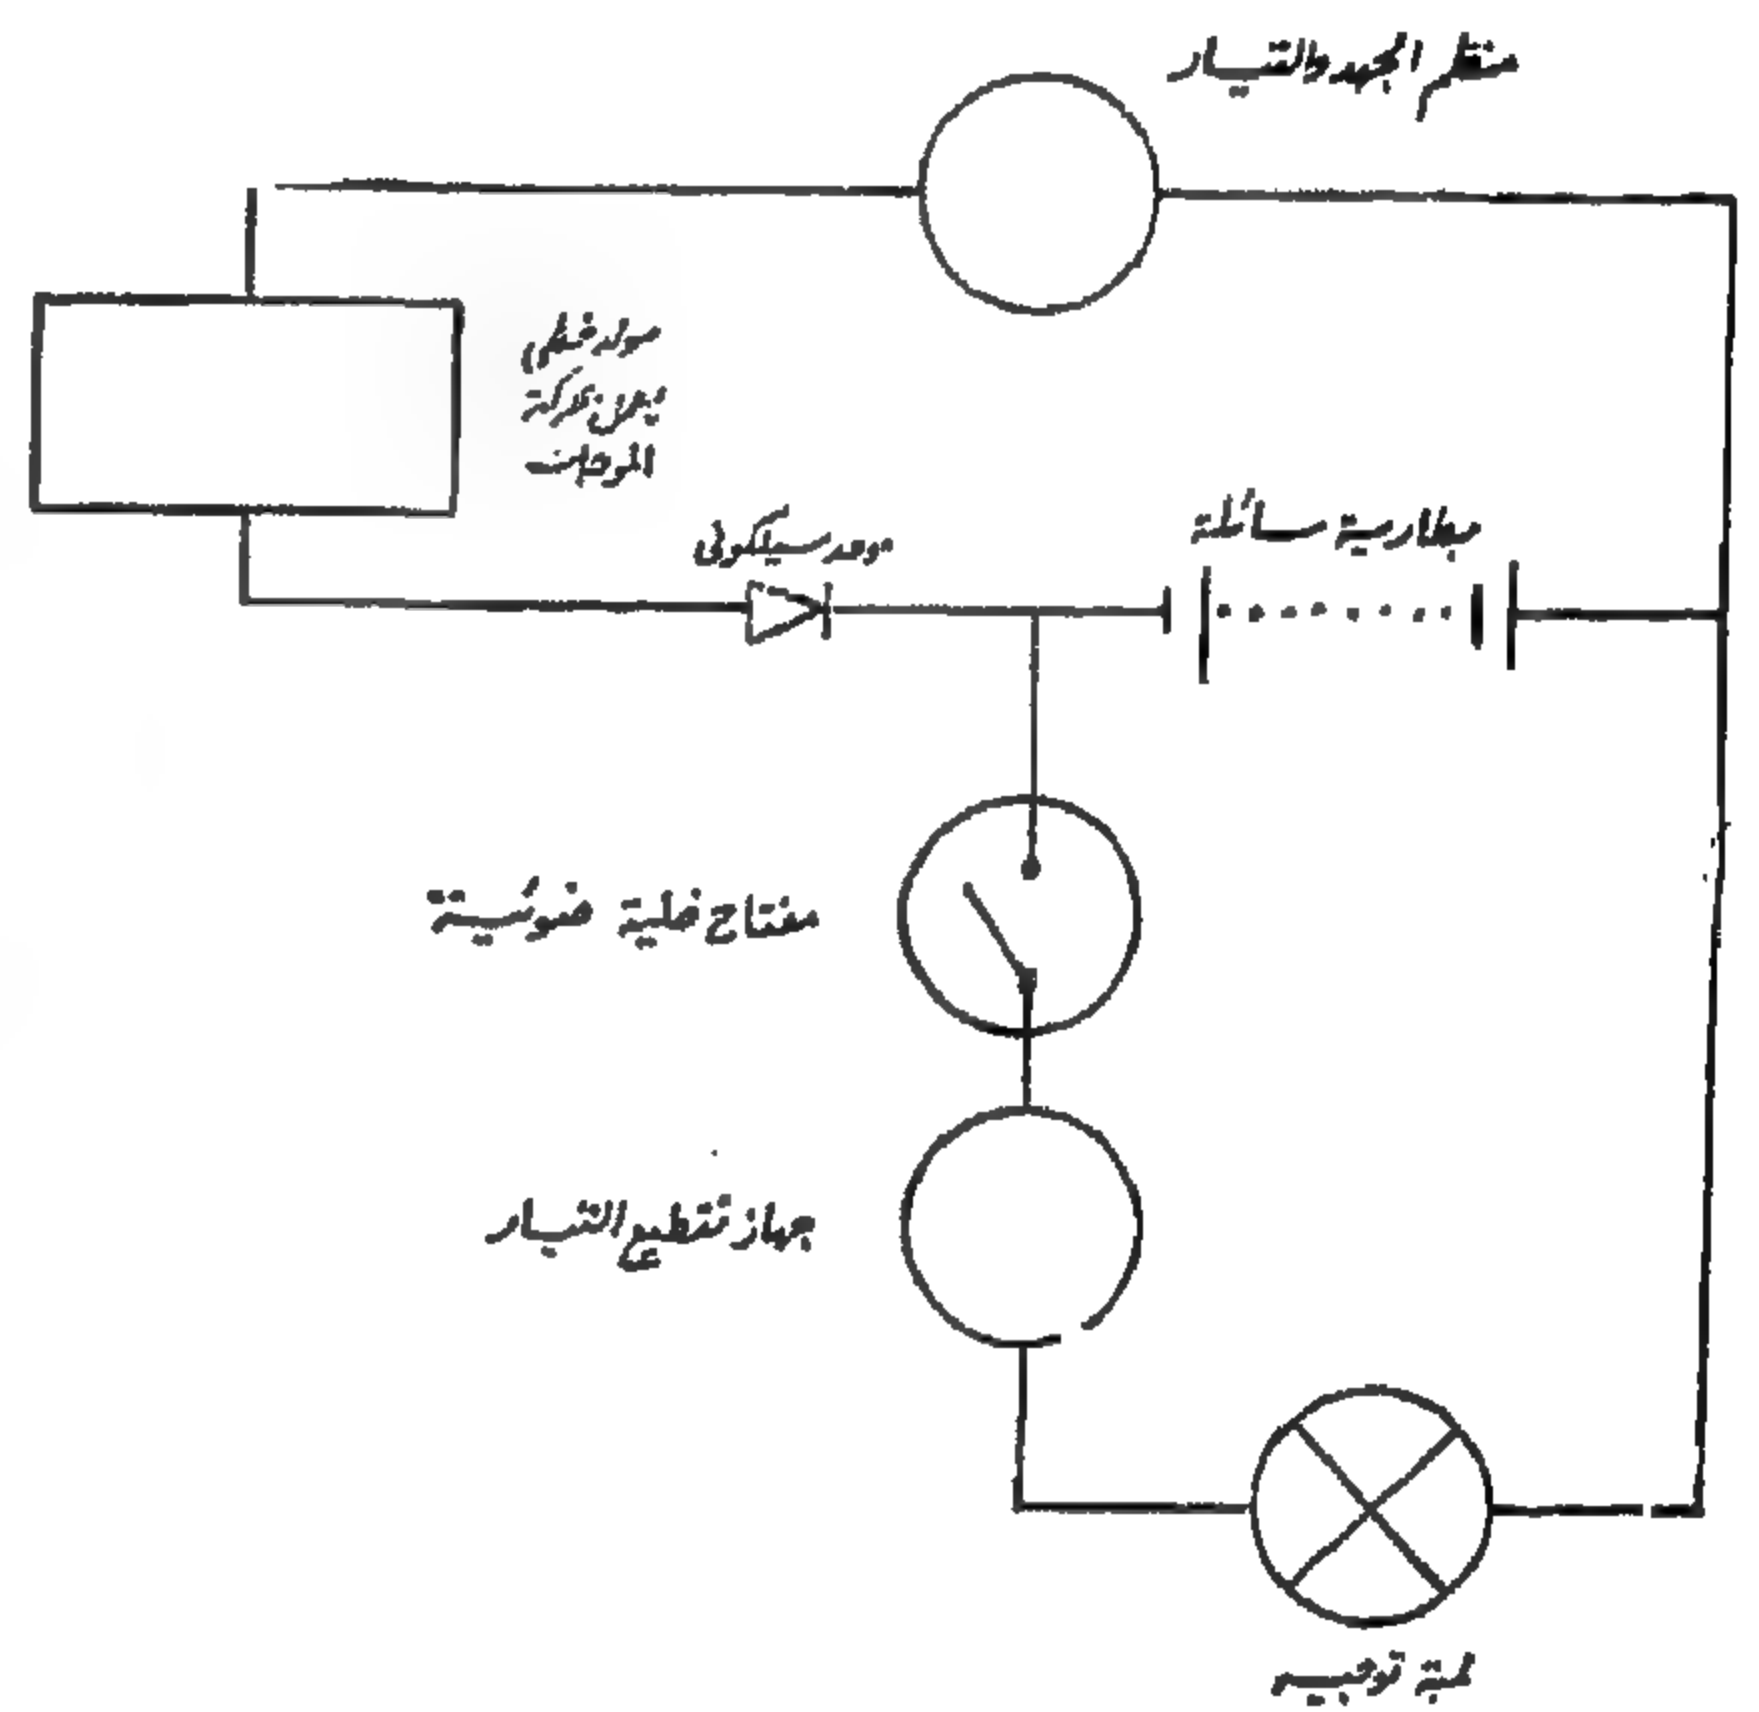 منظم الجهد والتيار
مولد خطي
يعمل بحركة
الموجات
موحد سيليكوني
بطارية سائلة
مفتاح خلية ضوئية
جهاز تقطيع التيار
لمبة توجيه